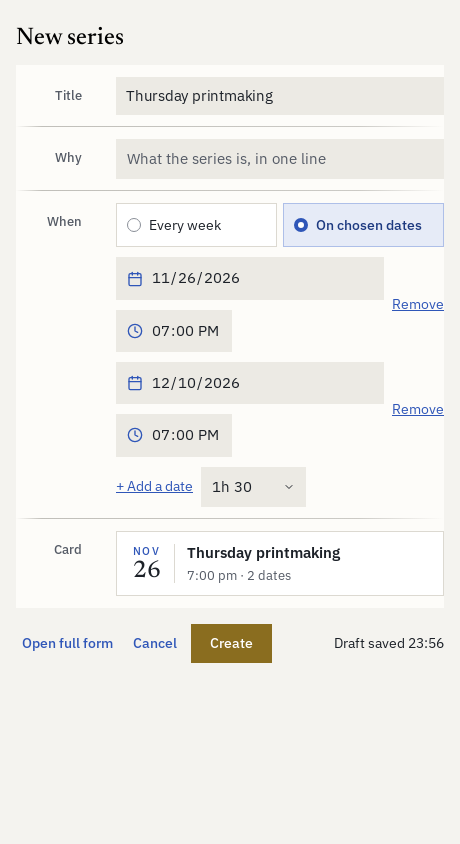 New series
Title
Thursday printmaking
Why
What the series is, in one line
When
Every week
On chosen dates
11/26/2026
Remove
07:00 PM
12/10/2026
Remove
07:00 PM
+ Add a date
1h 30
Card
NOV
26
Thursday printmaking
7:00 pm · 2 dates
Open full form
Cancel
Create
Draft saved 23:56